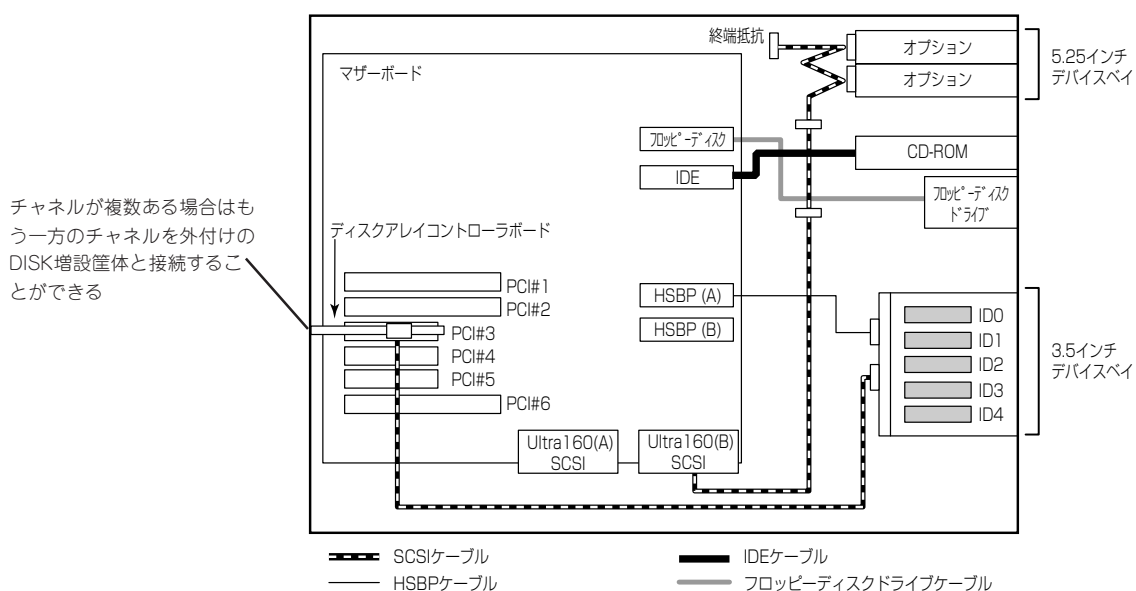 終端抵抗
オプション
5.25インチ
デバイスベイ
マザーボード
オプション
フロッピーディスク
CD-ROM
IDE
フロッピーディスク
ドライブ
チャネルが複数ある場合はも
う一方のチャネルを外付けの
DISK増設筐体と接続するこ
とができる
ディスクアレイコントローラボード
PCI#1
PCI#2
PCI#3
PCI#4
PCI#5
PCI#6
HSBP (A)
HSBP (B)
ID0
ID1
ID2
ID3
ID4
3.5インチ
デバイスベイ
Ultra160(A)
SCSI
Ultra160(B)
SCSI
SCSIケーブル
IDEケーブル
HSBPケーブル
フロッピーディスクドライブケーブル